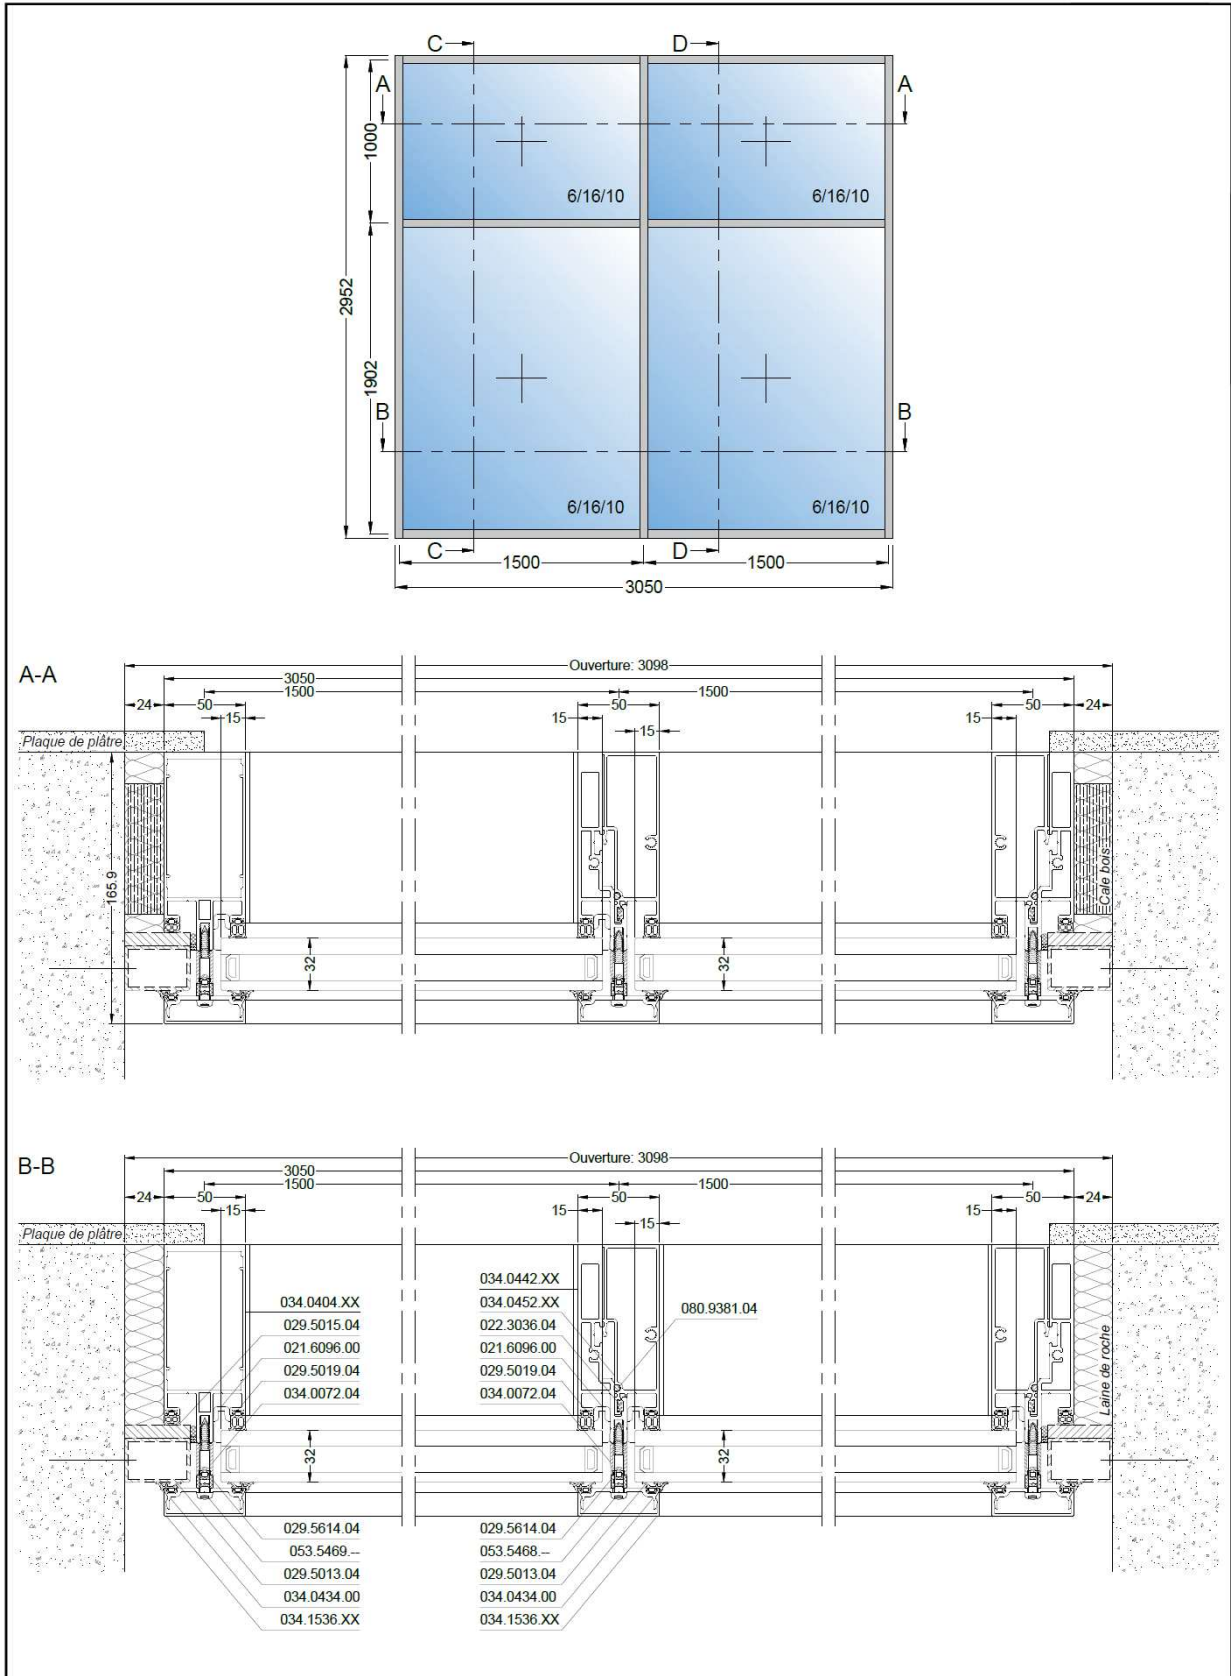 C
D
A
A
1000
6/16/10
6/16/10
2952
1902
B
B
6/16/10
6/16/10
C
D
1500
1500
3050
A-A
Ouverture: 3098
3050
1500
1500
24
50
50
50
24
15
15
15
15
Plaque de plâtre
165.9
Cale bois
32
32
B-B
Ouverture: 3098
3050
1500
1500
24
50
50
50
24
15
15
15
15
Plaque de plâtre
034.0404.XX
029.5015.04
021.6096.00
029.5019.04
034.0072.04
034.0442.XX
034.0452.XX
022.3036.04
021.6096.00
029.5019.04
034.0072.04
080.9381.04
Laine de roche
32
32
029.5614.04
053.5469.--
029.5013.04
034.0434.00
034.1536.XX
029.5614.04
053.5468.--
029.5013.04
034.0434.00
034.1536.XX